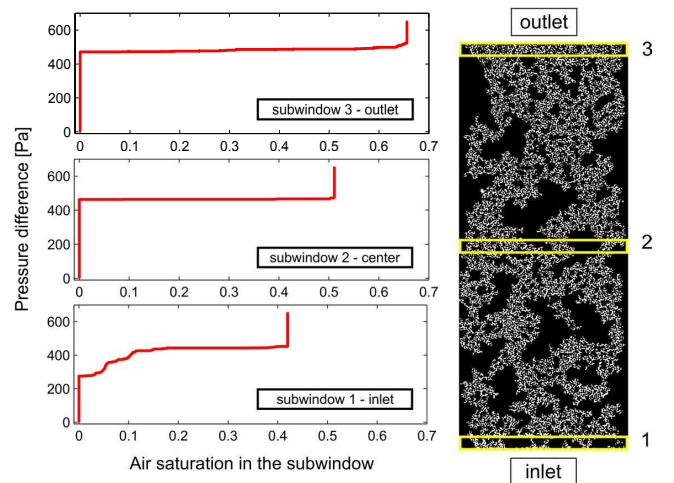 Pressure difference [Pa]
600
400
200
0
0 0.1 0.2 0.3 0.4 0.5 0.6 0.7
subwindow 3 - outlet
600
400
200
0
0 0.1 0.2 0.3 0.4 0.5 0.6 0.7
subwindow 2 - center
600
400
200
0
0 0.1 0.2 0.3 0.4 0.5 0.6 0.7
subwindow 1 - inlet
Air saturation in the subwindow
outlet
3
2
1
inlet